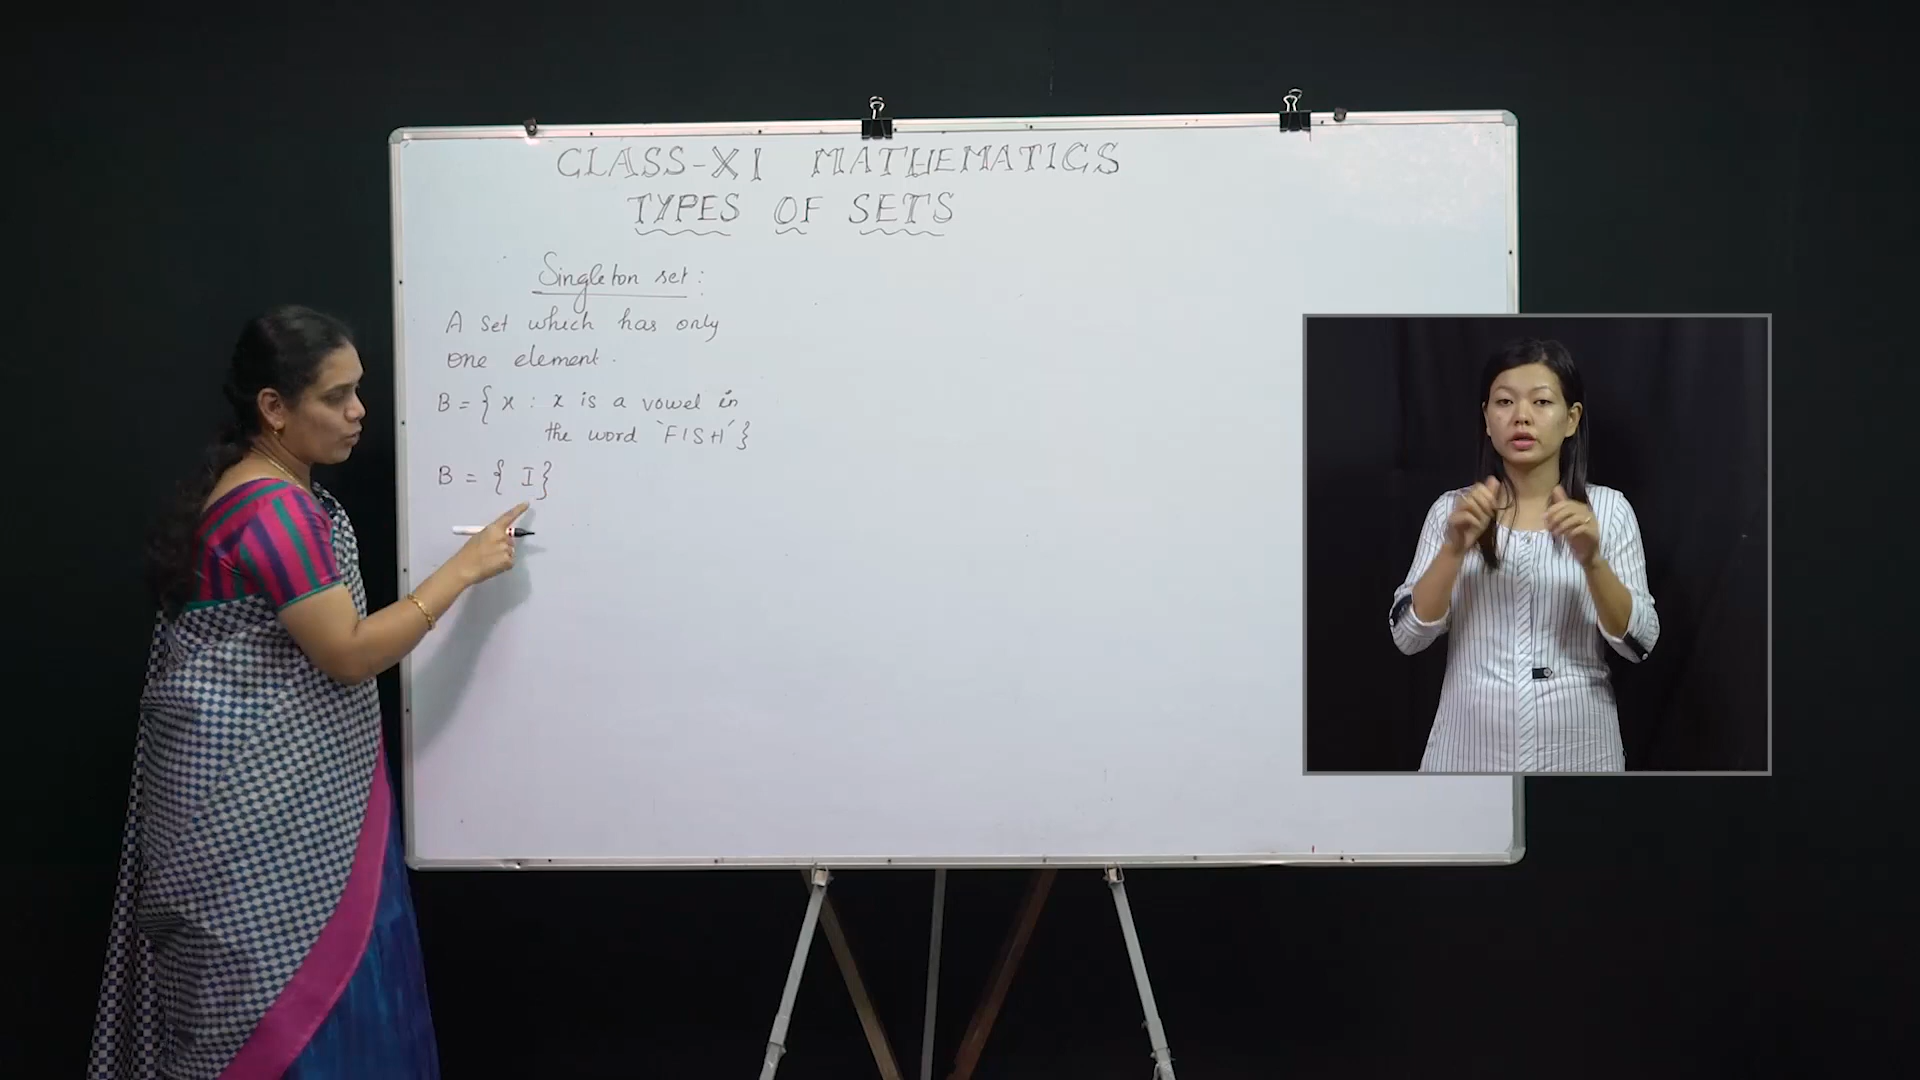 CLASS-XI MATHEMATICS
TYPES OF SETS
Singleton set :
A set which has only
one element.
B = { x : x is a vowel in
the word `FISH' }
B = { I }